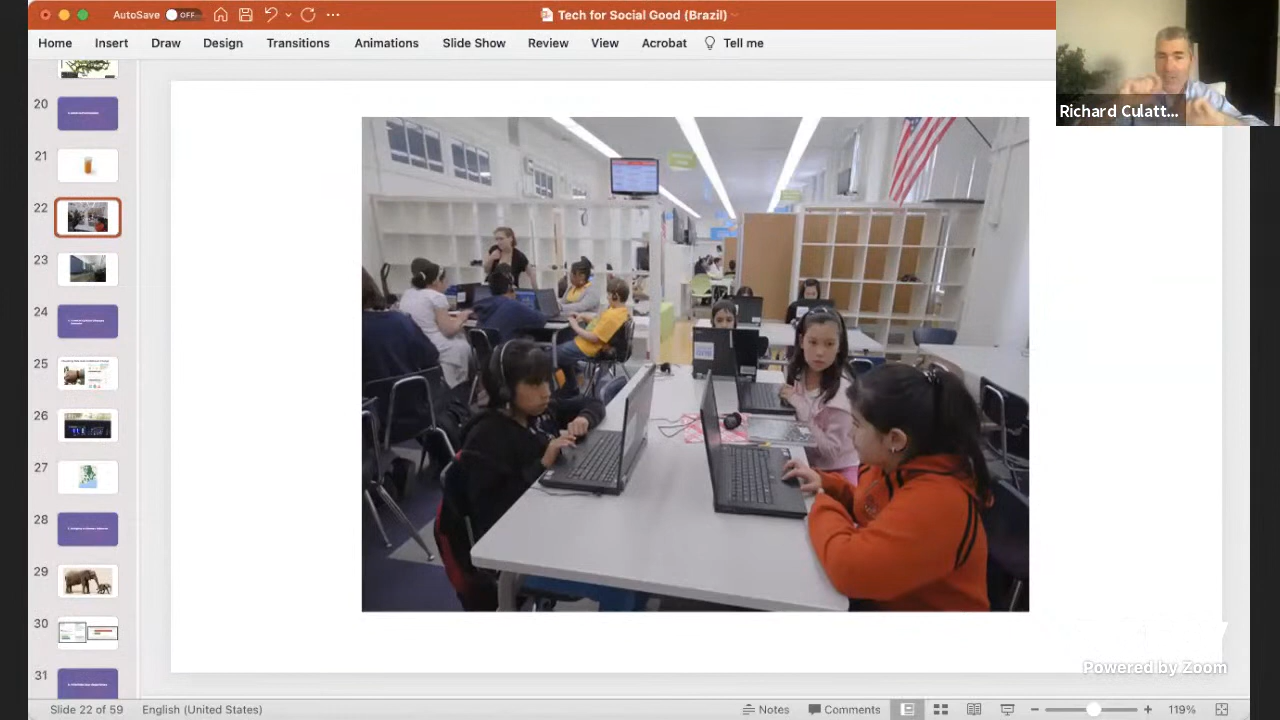 AutoSave OFF
Tech for Social Good (Brazil)
Home Insert Draw Design Transitions Animations Slide Show Review View Acrobat Tell me
Richard Culatt...
20
21
22
23
24
25
26
27
28
29
30
31
Powered by Zoom
Slide 22 of 59 English (United States) Notes Comments 119%